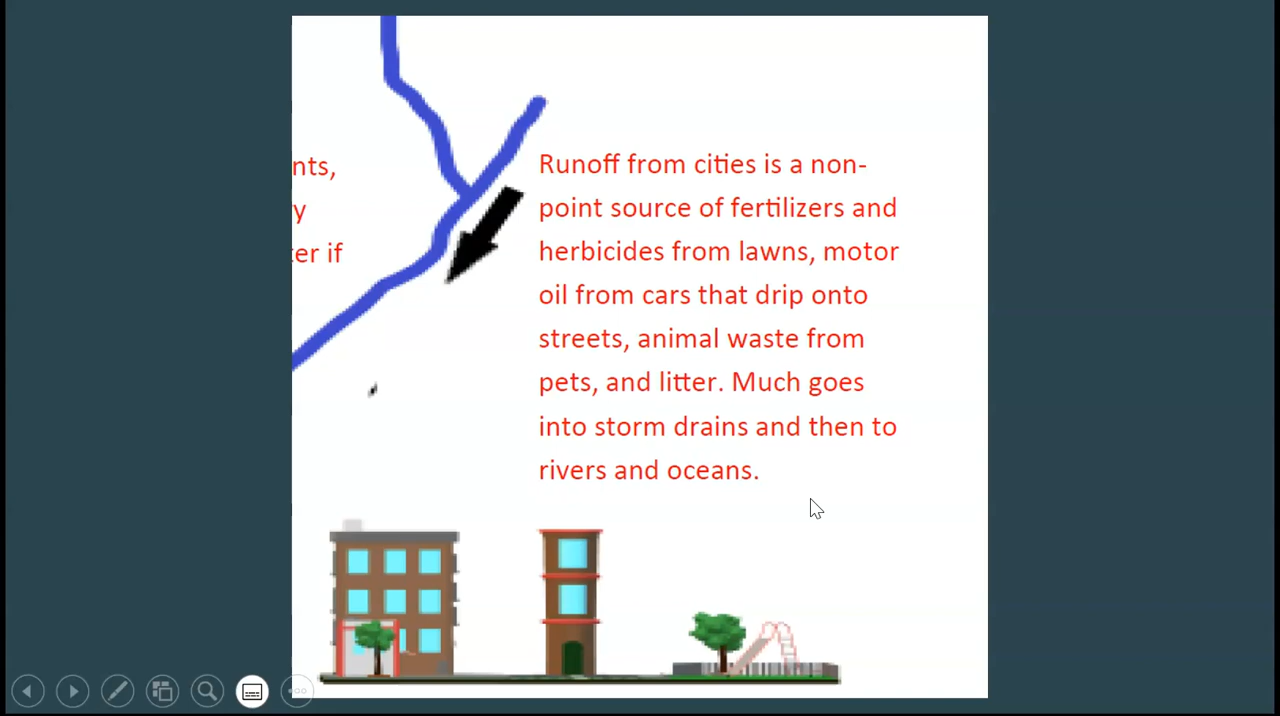 nts,
y
er if
Runoff from cities is a non-
point source of fertilizers and
herbicides from lawns, motor
oil from cars that drip onto
streets, animal waste from
pets, and litter. Much goes
into storm drains and then to
rivers and oceans.